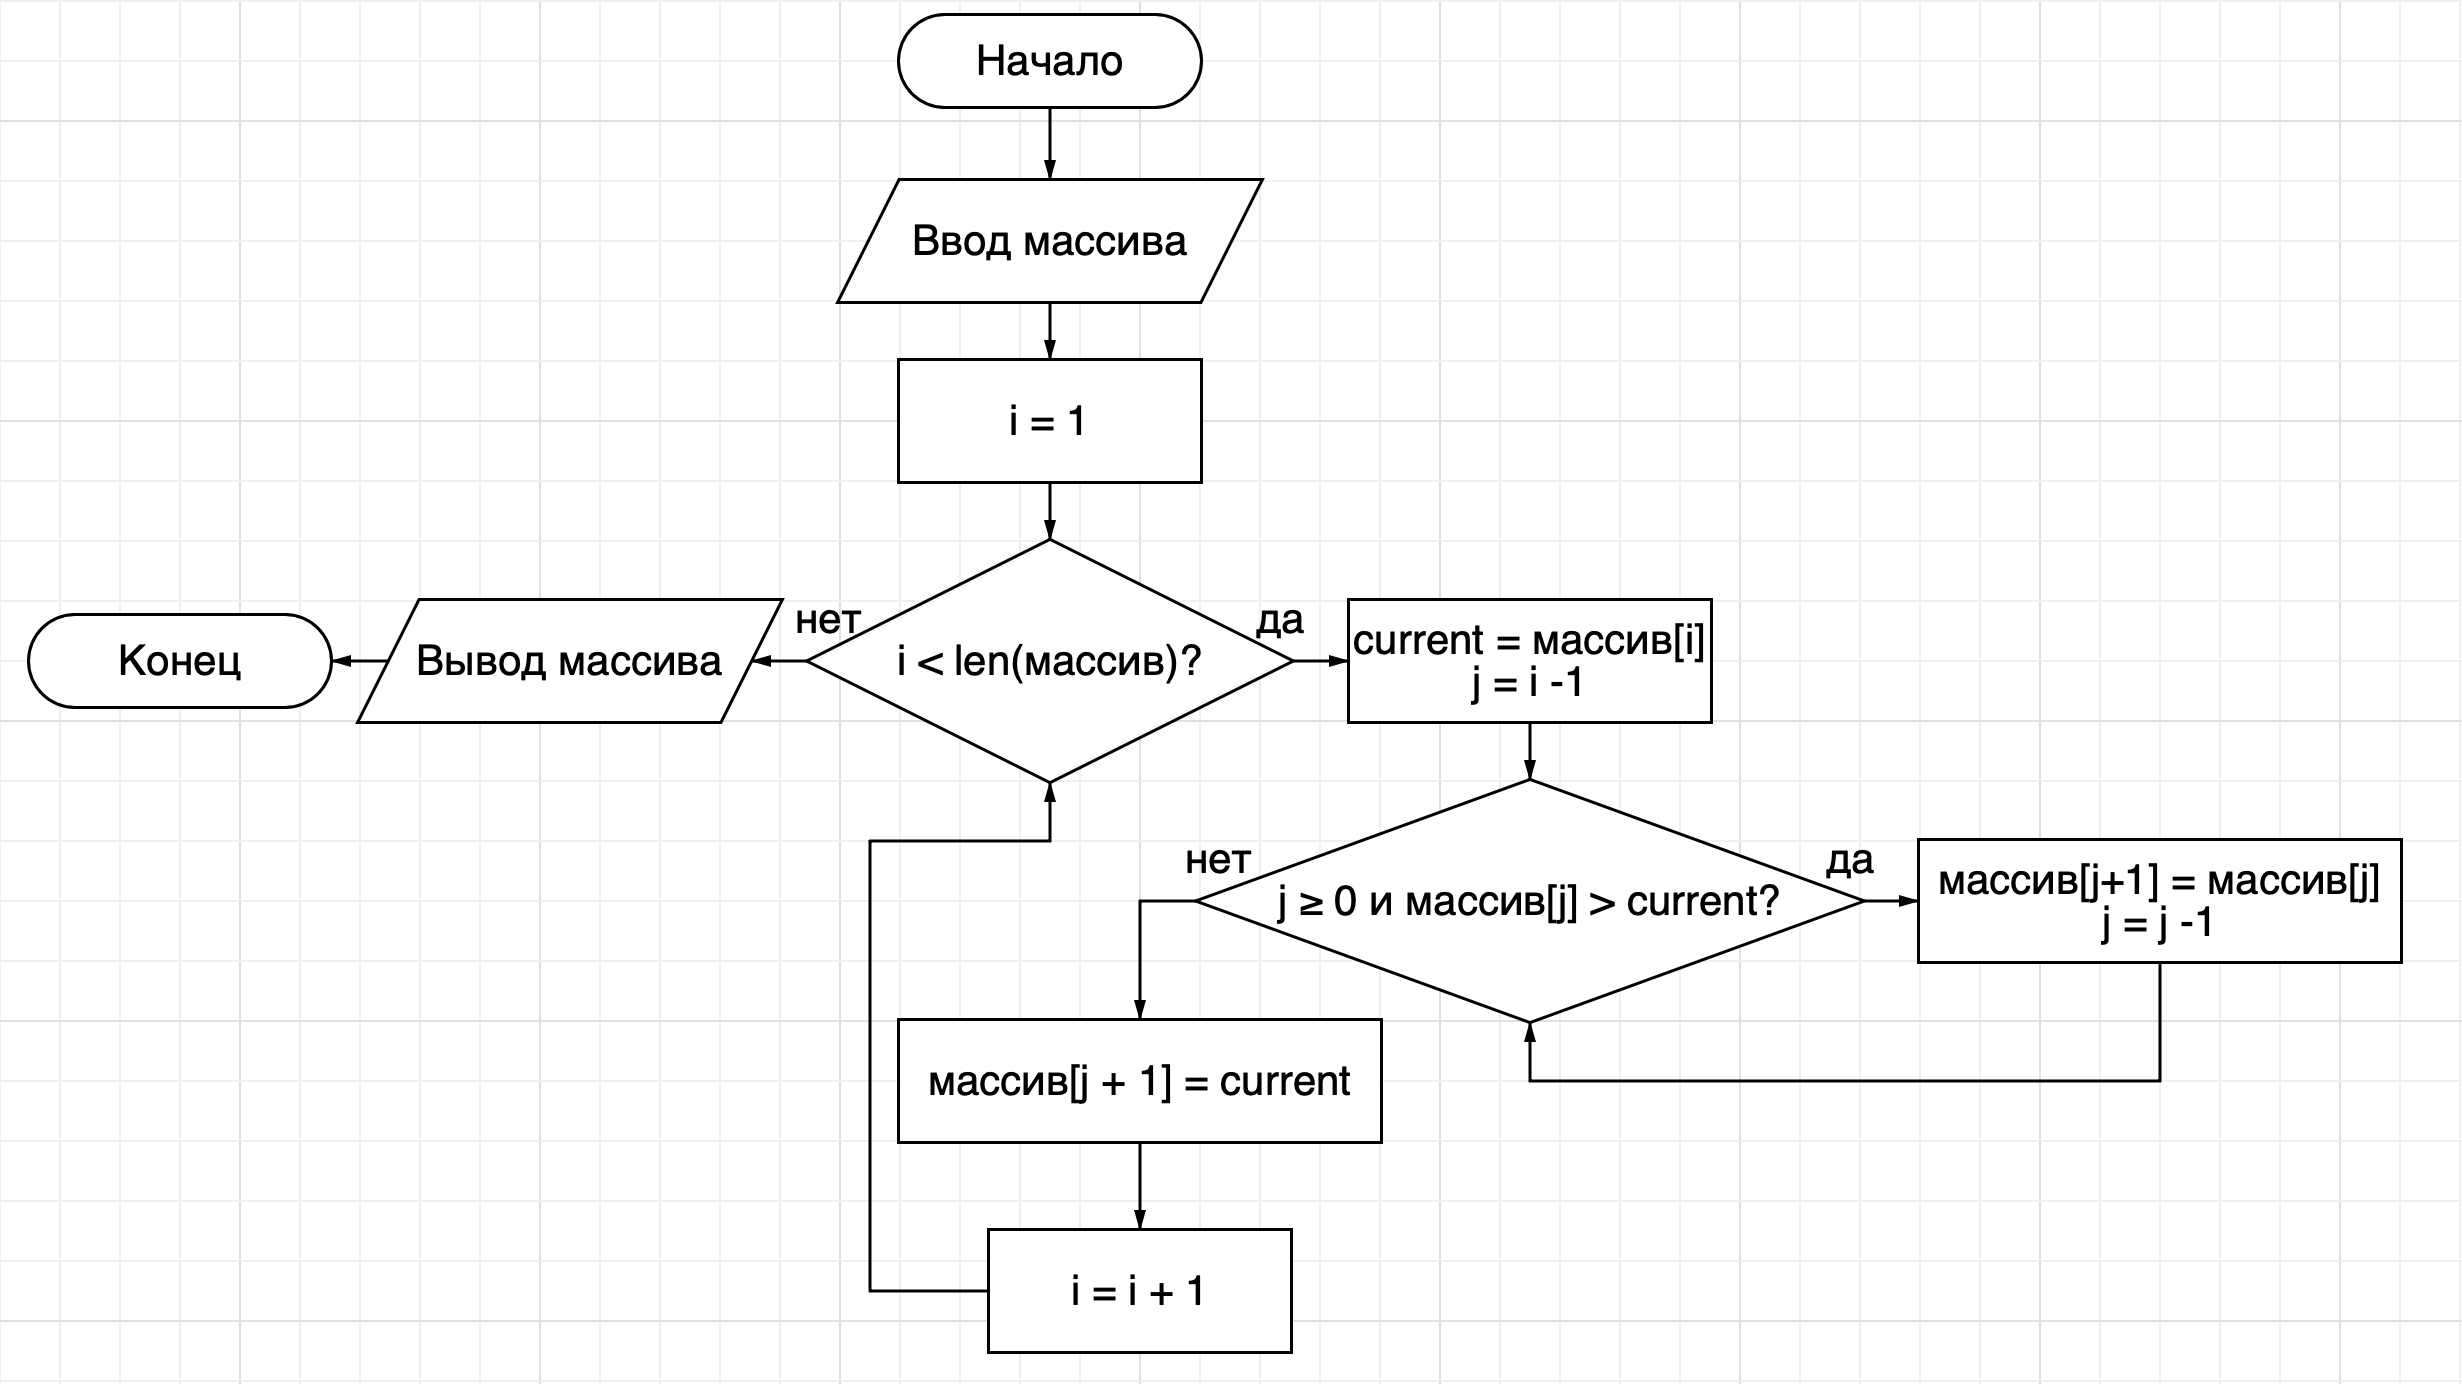 Начало
Ввод массива
i = 1
i < len(массив)?
нет
да
Вывод массива
Конец
current = массив[i]
j = i -1
j ≥ 0 и массив[j] > current?
нет
да
массив[j+1] = массив[j]
j = j -1
массив[j + 1] = current
i = i + 1